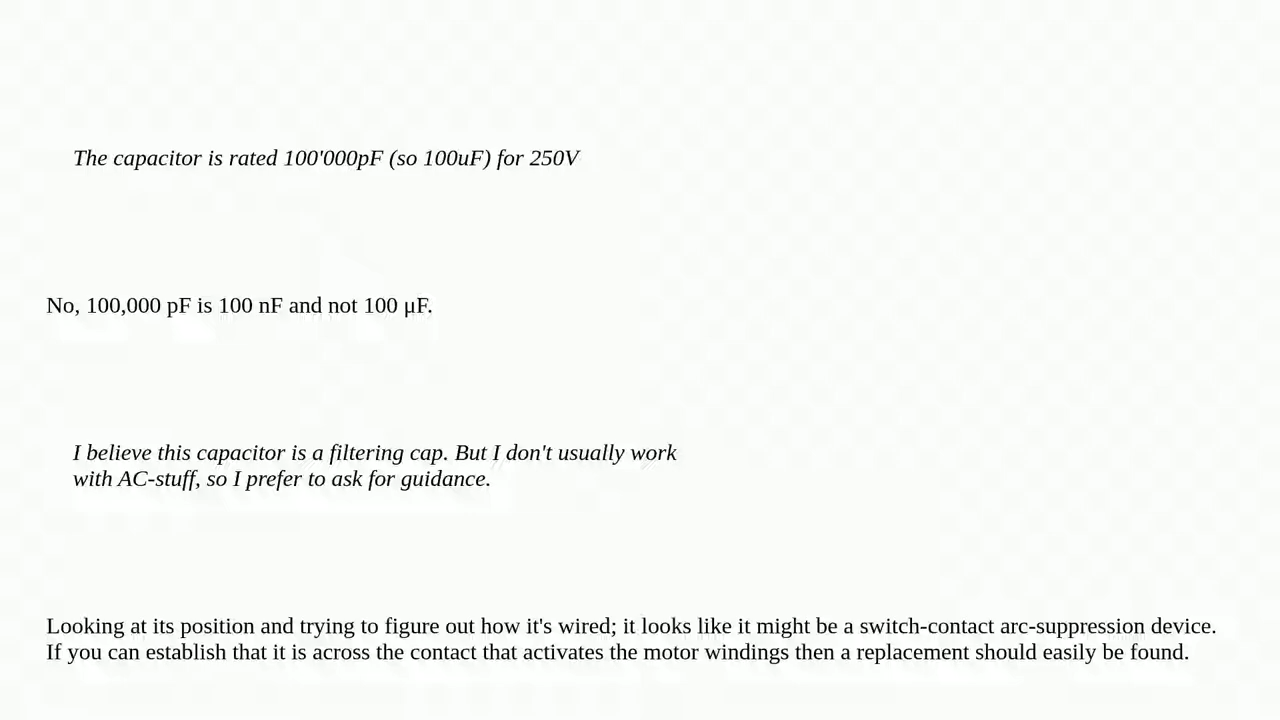 The capacitor is rated 100'000pF (so 100uF) for 250V
No, 100,000 pF is 100 nF and not 100 μF.
I believe this capacitor is a filtering cap. But I don't usually work
with AC-stuff, so I prefer to ask for guidance.
Looking at its position and trying to figure out how it's wired; it looks like it might be a switch-contact arc-suppression device.
If you can establish that it is across the contact that activates the motor windings then a replacement should easily be found.